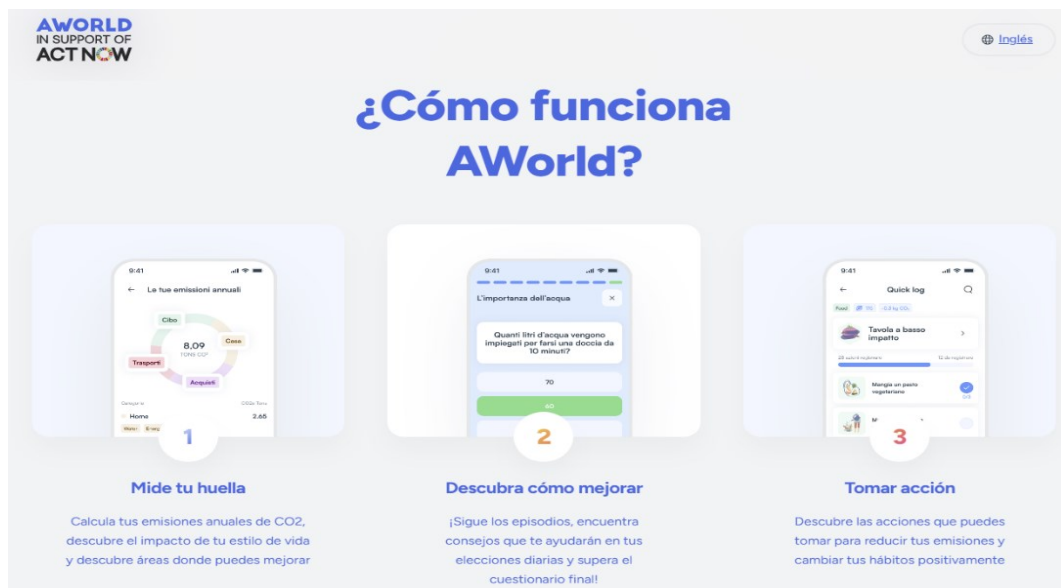 AWORLD
IN SUPPORT OF
ACT NOW
Inglés
¿Cómo funciona
AWorld?
9:41
Le tue emissioni annuali
Cibo
Casa
8,09
TONS CO²
Trasporti
Acquisti
Categorie
CO2e Tons
Home
2.65
1
Mide tu huella
Calcula tus emisiones anuales de CO2,
descubre el impacto de tu estilo de vida
y descubre áreas donde puedes mejorar
9:41
L'importanza dell'acqua
Quanti litri d'acqua vengono
impiegati per farsi una doccia da
10 minuti?
70
60
2
Descubra cómo mejorar
¡Sigue los episodios, encuentra
consejos que te ayudarán en tus
elecciones diarias y supera el
cuestionario final!
9:41
Quick log
Food
Tavola a basso
impatto
Mangia un pasto
vegetariano
3
Tomar acción
Descubre las acciones que puedes
tomar para reducir tus emisiones y
cambiar tus hábitos positivamente